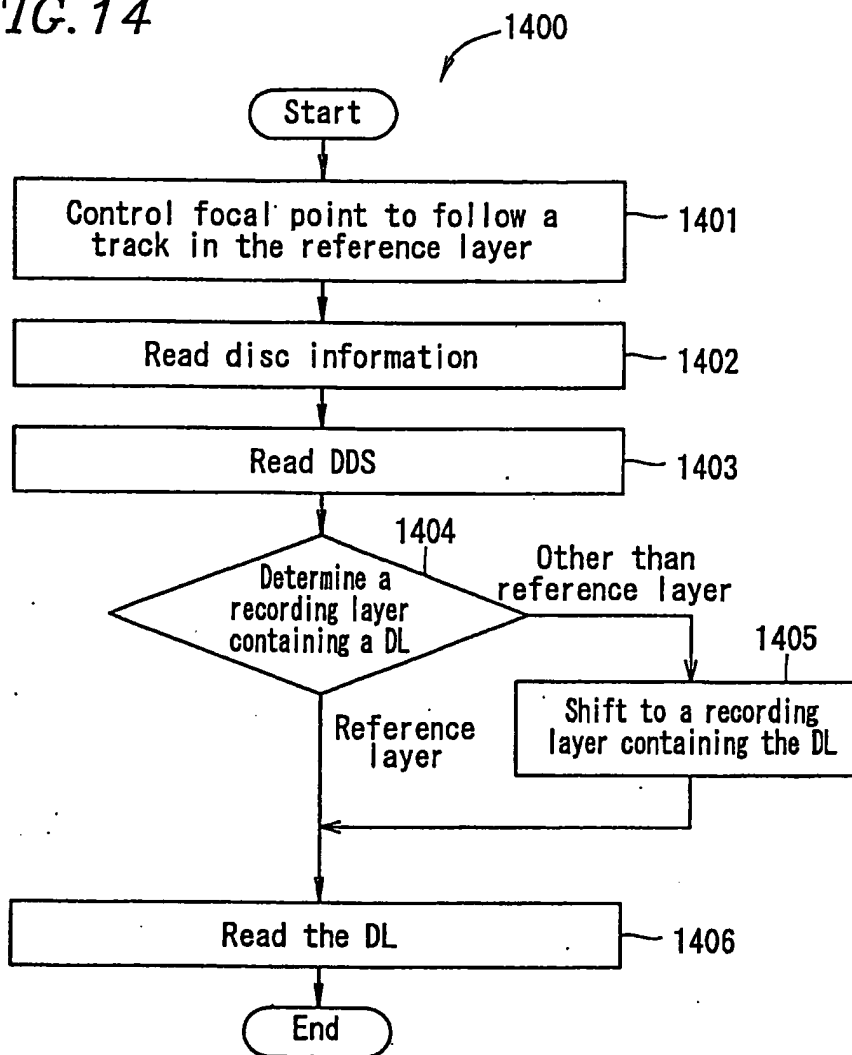 FIG. 14
1400
Start
Control focal point to follow a
track in the reference layer
1401
Read disc information
1402
Read DDS
1403
1404
Determine a
recording layer
containing a DL
Other than
reference layer
1405
Shift to a recording
layer containing the DL
Reference
layer
Read the DL
1406
End